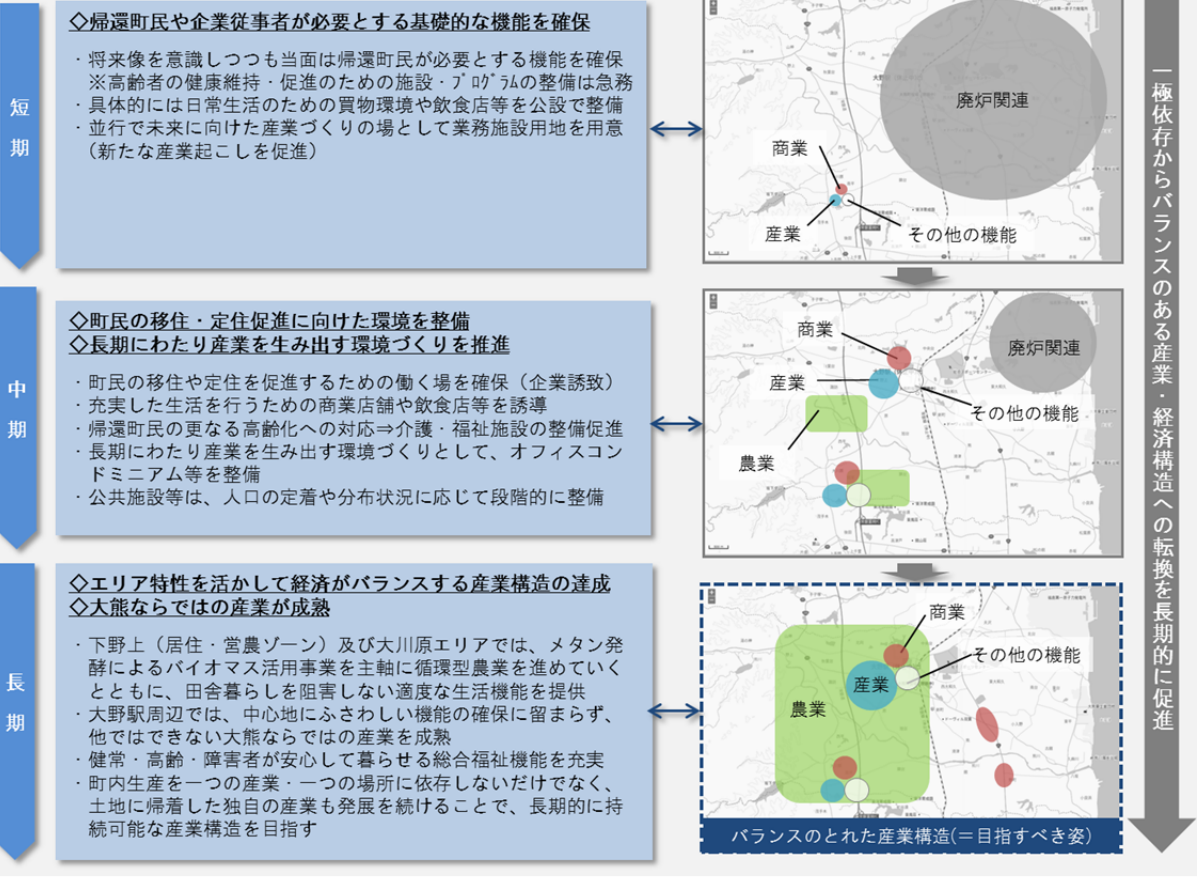 短期
◇帰還町民や企業従事者が必要とする基礎的な機能を確保
・将来像を意識しつつも当面は帰還町民が必要とする機能を確保
※高齢者の健康維持・促進のための施設・ﾌﾟﾛｸﾞﾗﾑの整備は急務
・具体的には日常生活のための買物環境や飲食店等を公設で整備
・並行で未来に向けた産業づくりの場として業務施設用地を用意
(新たな産業起こしを促進)
廃炉関連
商業
産業
その他の機能
中期
◇町民の移住・定住促進に向けた環境を整備
◇長期にわたり産業を生み出す環境づくりを推進
・町民の移住や定住を促進するための働く場を確保（企業誘致）
・充実した生活を行うための商業店舗や飲食店等を誘導
・帰還町民の更なる高齢化への対応⇒介護・福祉施設の整備促進
・長期にわたり産業を生み出す環境づくりとして、オフィスコン
ドミニアム等を整備
・公共施設等は、人口の定着や分布状況に応じて段階的に整備
商業
廃炉関連
産業
その他の機能
農業
長期
◇エリア特性を活かして経済がバランスする産業構造の達成
◇大熊ならではの産業が成熟
・下野上（居住・営農ゾーン）及び大川原エリアでは、メタン発
酵によるバイオマス活用事業を主軸に循環型農業を進めていく
とともに、田舎暮らしを阻害しない適度な生活機能を提供
・大野駅周辺では、中心地にふさわしい機能の確保に留まらず、
他ではできない大熊ならではの産業を成熟
・健常・高齢・障害者が安心して暮らせる総合福祉機能を充実
・町内生産を一つの産業・一つの場所に依存しないだけでなく、
土地に帰着した独自の産業も発展を続けることで、長期的に持
続可能な産業構造を目指す
商業
その他の機能
産業
農業
バランスのとれた産業構造(＝目指すべき姿)
一極依存からバランスのある産業・経済構造への転換を長期的に促進